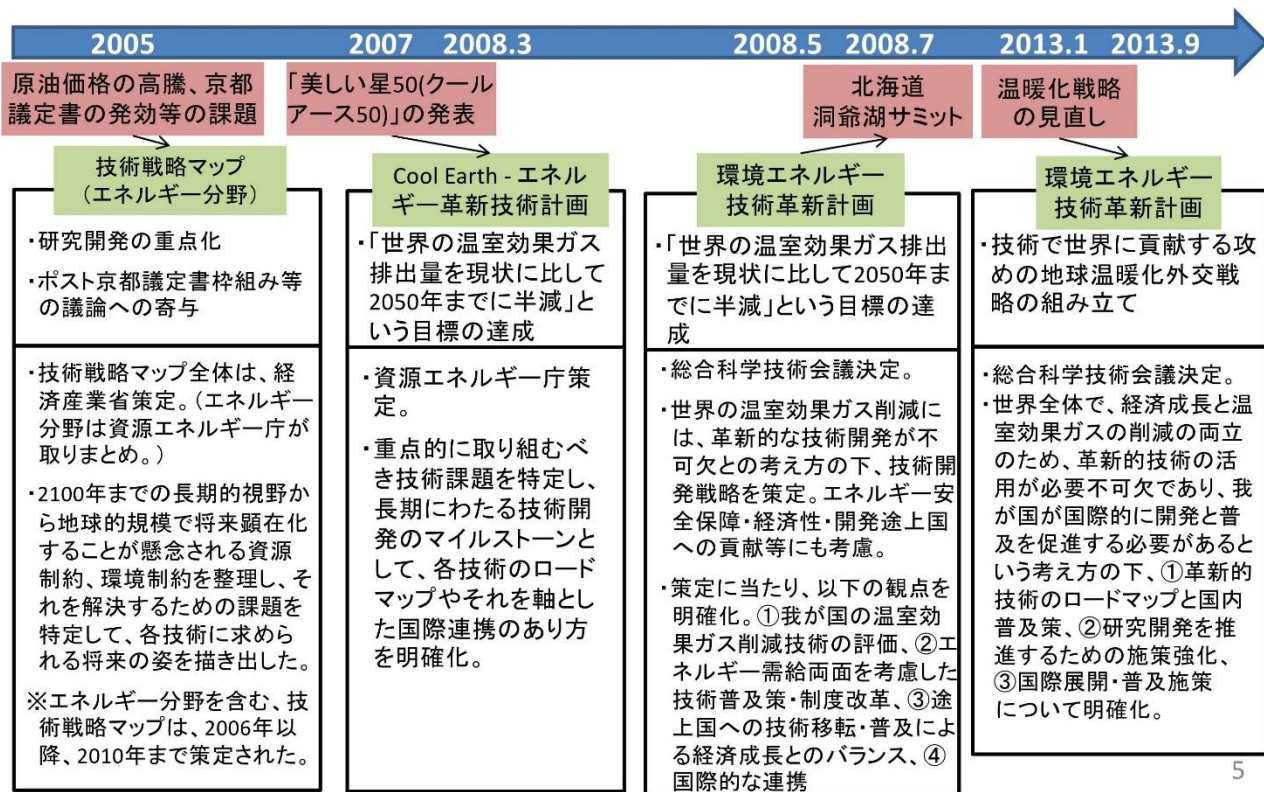 2005
2007
2008.3
2008.5
2008.7
2013.1
2013.9
原油価格の高騰、京都
議定書の発効等の課題
「美しい星50(クール
アース50)」の発表
北海道
洞爺湖サミット
温暖化戦略
の見直し
技術戦略マップ
(エネルギー分野)
・研究開発の重点化
・ポスト京都議定書枠組み等
の議論への寄与
・技術戦略マップ全体は、経
済産業省策定。(エネルギー
分野は資源エネルギー庁が
取りまとめ。)
・2100年までの長期的視野か
ら地球的規模で将来顕在化
することが懸念される資源
制約、環境制約を整理し、そ
れを解決するための課題を
特定して、各技術に求めら
れる将来の姿を描き出した。
※エネルギー分野を含む、技
術戦略マップは、2006年以
降、2010年まで策定された。
Cool Earth - エネル
ギー革新技術計画
・「世界の温室効果ガス
排出量を現状に比して
2050年までに半減」と
いう目標の達成
・資源エネルギー庁策
定。
・重点的に取り組むべ
き技術課題を特定し、
長期にわたる技術開
発のマイルストーンと
して、各技術のロード
マップやそれを軸とし
た国際連携のあり方
を明確化。
環境エネルギー
技術革新計画
・「世界の温室効果ガス排出
量を現状に比して2050年ま
でに半減」という目標の達
成
・総合科学技術会議決定。
・世界の温室効果ガス削減に
は、革新的な技術開発が不
可欠との考え方の下、技術開
発戦略を策定。エネルギー安
全保障・経済性・開発途上国
への貢献等にも考慮。
・策定に当たり、以下の観点を
明確化。①我が国の温室効
果ガス削減技術の評価、②エ
ネルギー需給両面を考慮した
技術普及策・制度改革、③途
上国への技術移転・普及によ
る経済成長とのバランス、④
国際的な連携
環境エネルギー
技術革新計画
・技術で世界に貢献する攻
めの地球温暖化外交戦
略の組み立て
・総合科学技術会議決定。
・世界全体で、経済成長と温
室効果ガスの削減の両立
のため、革新的技術の活
用が必要不可欠であり、我
が国が国際的に開発と普
及を促進する必要があると
いう考え方の下、①革新的
技術のロードマップと国内
普及策、②研究開発を推
進するための施策強化、
③国際展開・普及施策
について明確化。
5